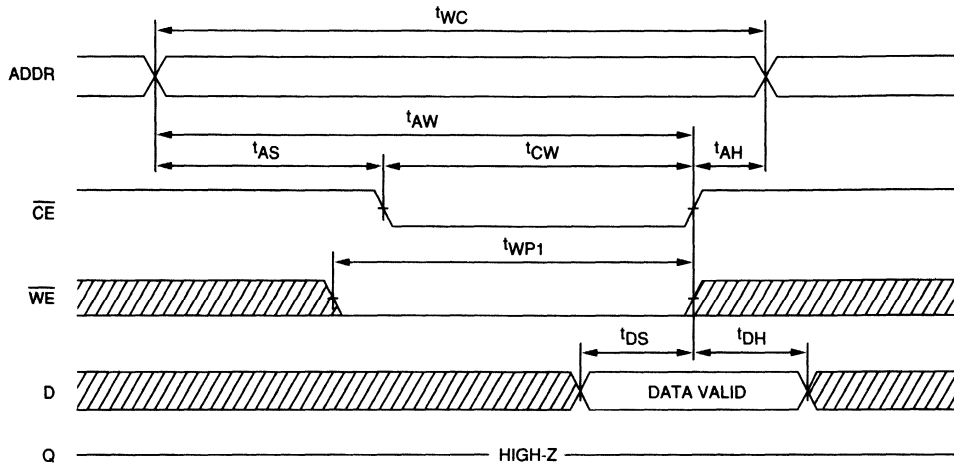 tWC
ADDR
tAW
tAS tCW tAH
CE
tWP1
WE
tDS tDH
D DATA VALID
Q HIGH-Z